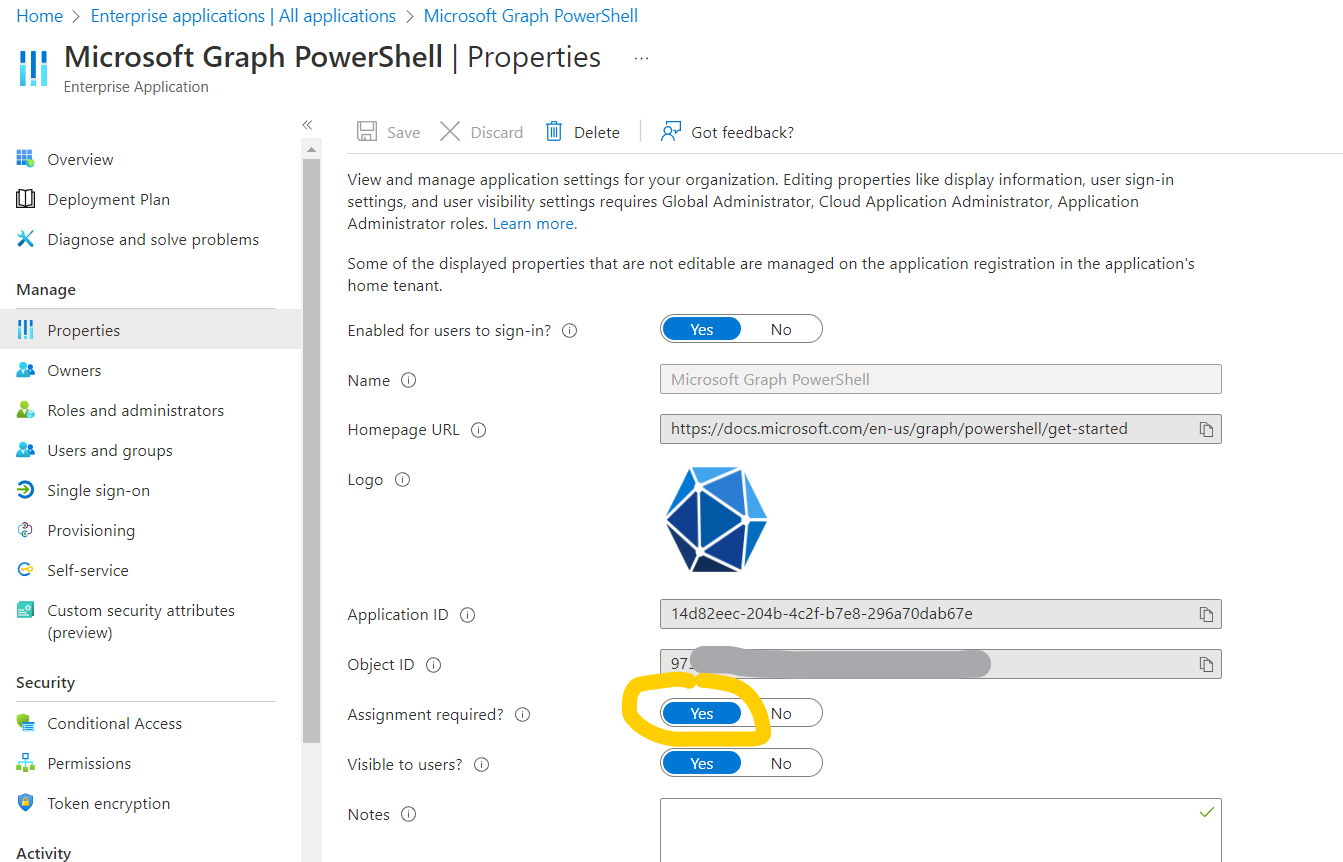 Home > Enterprise applications | All applications > Microsoft Graph PowerShell
Microsoft Graph PowerShell | Properties ...
Enterprise Application
«
Save Discard Delete Got feedback?
Overview
Deployment Plan
Diagnose and solve problems
Manage
Properties
Owners
Roles and administrators
Users and groups
Single sign-on
Provisioning
Self-service
Custom security attributes
(preview)
Security
Conditional Access
Permissions
Token encryption
Activity
View and manage application settings for your organization. Editing properties like display information, user sign-in
settings, and user visibility settings requires Global Administrator, Cloud Application Administrator, Application
Administrator roles. Learn more.
Some of the displayed properties that are not editable are managed on the application registration in the application's
home tenant.
Enabled for users to sign-in? Yes No
Name Microsoft Graph PowerShell
Homepage URL https://docs.microsoft.com/en-us/graph/powershell/get-started
Logo
Application ID 14d82eec-204b-4c2f-b7e8-296a70dab67e
Object ID 97
Assignment required? Yes No
Visible to users? Yes No
Notes